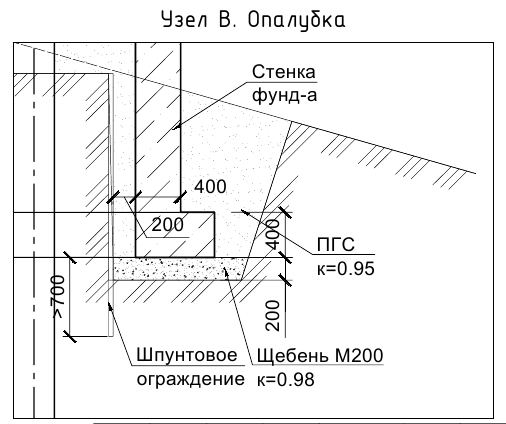 Узел В. Опалубка
Стенка
фунд-а
400
200
400
ПГС
к=0.95
>700
200
Шпунтовое
ограждение
Щебень М200
к=0.98